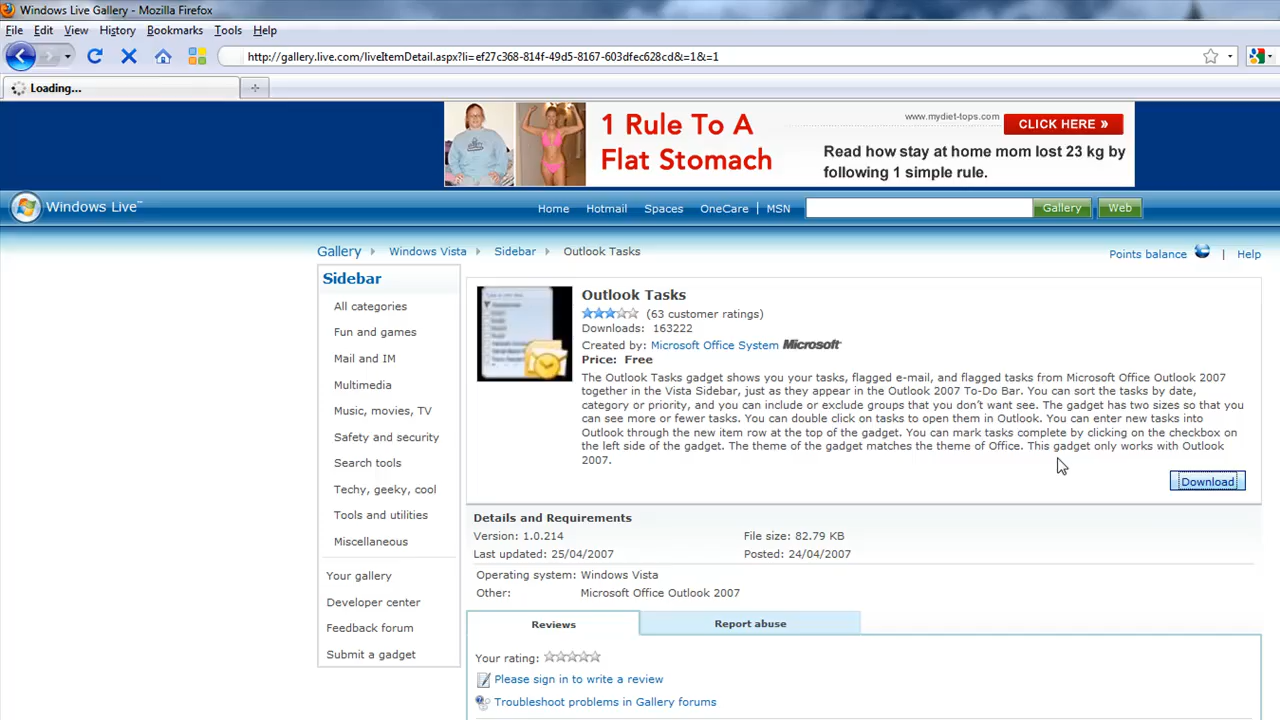 Windows Live Gallery - Mozilla Firefox
File Edit View History Bookmarks Tools Help
http://gallery.live.com/liveItemDetail.aspx?li=ef27c368-814f-49d5-8167-603dfec628cd&t=1&l=1
Loading...
1 Rule To A
Flat Stomach
www.mydiet-tops.com
CLICK HERE »
Read how stay at home mom lost 23 kg by
following 1 simple rule.
Windows Live™
Home Hotmail Spaces OneCare | MSN
Gallery Web
Gallery Windows Vista Sidebar Outlook Tasks
Points balance | Help
Sidebar
All categories
Fun and games
Mail and IM
Multimedia
Music, movies, TV
Safety and security
Search tools
Techy, geeky, cool
Tools and utilities
Miscellaneous
Your gallery
Developer center
Feedback forum
Submit a gadget
Outlook Tasks
(63 customer ratings)
Downloads: 163222
Created by: Microsoft Office System Microsoft
Price: Free
The Outlook Tasks gadget shows you your tasks, flagged e-mail, and flagged tasks from Microsoft Office Outlook 2007
together in the Vista Sidebar, just as they appear in the Outlook 2007 To-Do Bar. You can sort the tasks by date,
category or priority, and you can include or exclude groups that you don't want see. The gadget has two sizes so that you
can see more or fewer tasks. You can double click on tasks to open them in Outlook. You can enter new tasks into
Outlook through the new item row at the top of the gadget. You can mark tasks complete by clicking on the checkbox on
the left side of the gadget. The theme of the gadget matches the theme of Office. This gadget only works with Outlook
2007.
Download
Details and Requirements
Version: 1.0.214 File size: 82.79 KB
Last updated: 25/04/2007 Posted: 24/04/2007
Operating system: Windows Vista
Other: Microsoft Office Outlook 2007
Reviews Report abuse
Your rating:
Please sign in to write a review
Troubleshoot problems in Gallery forums